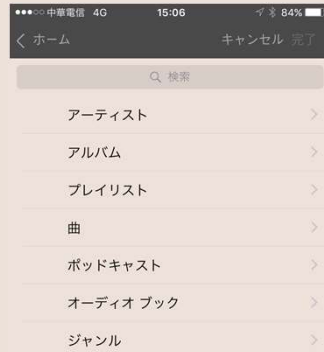 中華電信 4G 15:06 84%
ホーム キャンセル 完了
検索
アーティスト
アルバム
プレイリスト
曲
ポッドキャスト
オーディオ ブック
ジャンル